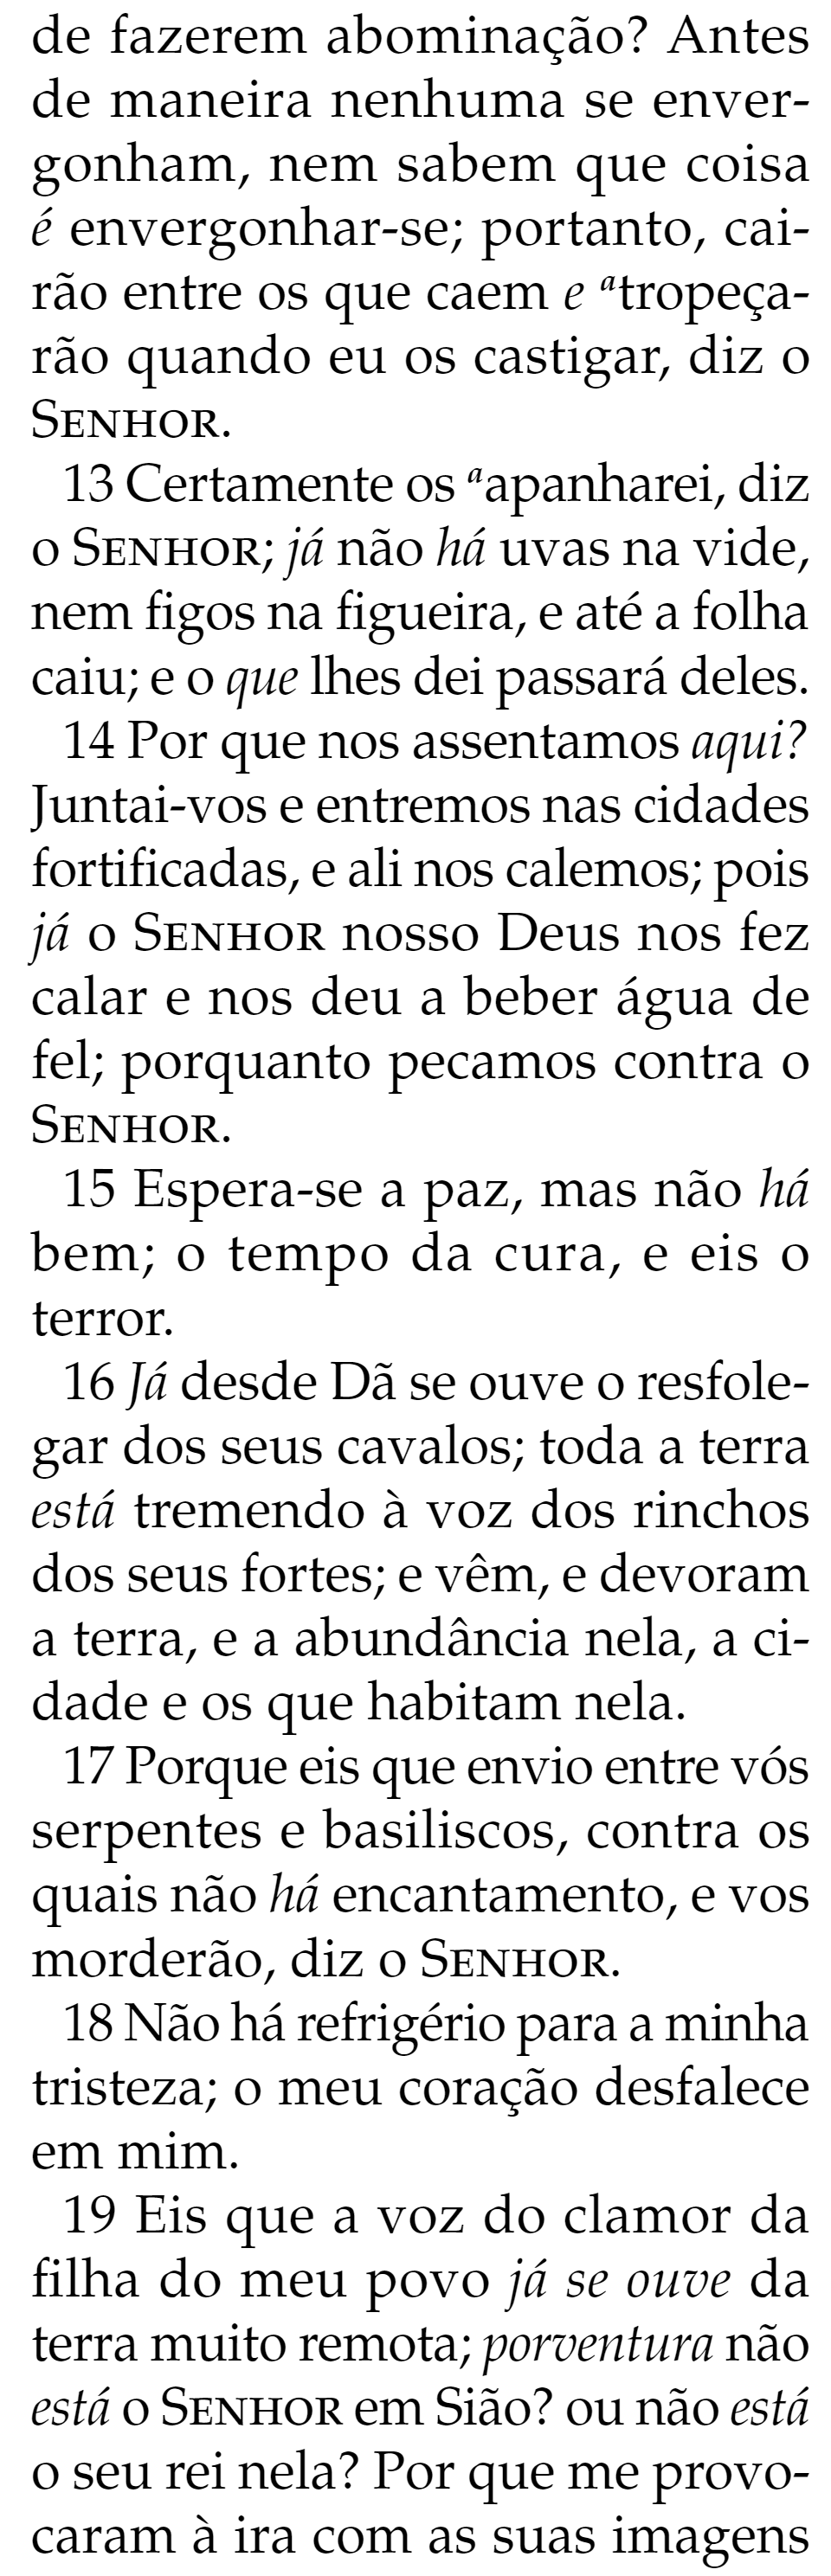 de fazerem abominação? Antes
de maneira nenhuma se enver-
gonham, nem sabem que coisa
é envergonhar-se; portanto, cai-
rão entre os que caem e ᵃtropeça-
rão quando eu os castigar, diz o
SENHOR.
13 Certamente os ᵃapanharei, diz
o SENHOR; já não há uvas na vide,
nem figos na figueira, e até a folha
caiu; e o que lhes dei passará deles.
14 Por que nos assentamos aqui?
Juntai-vos e entremos nas cidades
fortificadas, e ali nos calemos; pois
já o SENHOR nosso Deus nos fez
calar e nos deu a beber água de
fel; porquanto pecamos contra o
SENHOR.
15 Espera-se a paz, mas não há
bem; o tempo da cura, e eis o
terror.
16 Já desde Dã se ouve o resfole-
gar dos seus cavalos; toda a terra
está tremendo à voz dos rinchos
dos seus fortes; e vêm, e devoram
a terra, e a abundância nela, a ci-
dade e os que habitam nela.
17 Porque eis que envio entre vós
serpentes e basiliscos, contra os
quais não há encantamento, e vos
morderão, diz o SENHOR.
18 Não há refrigério para a minha
tristeza; o meu coração desfalece
em mim.
19 Eis que a voz do clamor da
filha do meu povo já se ouve da
terra muito remota; porventura não
está o SENHOR em Sião? ou não está
o seu rei nela? Por que me provo-
caram à ira com as suas imagens